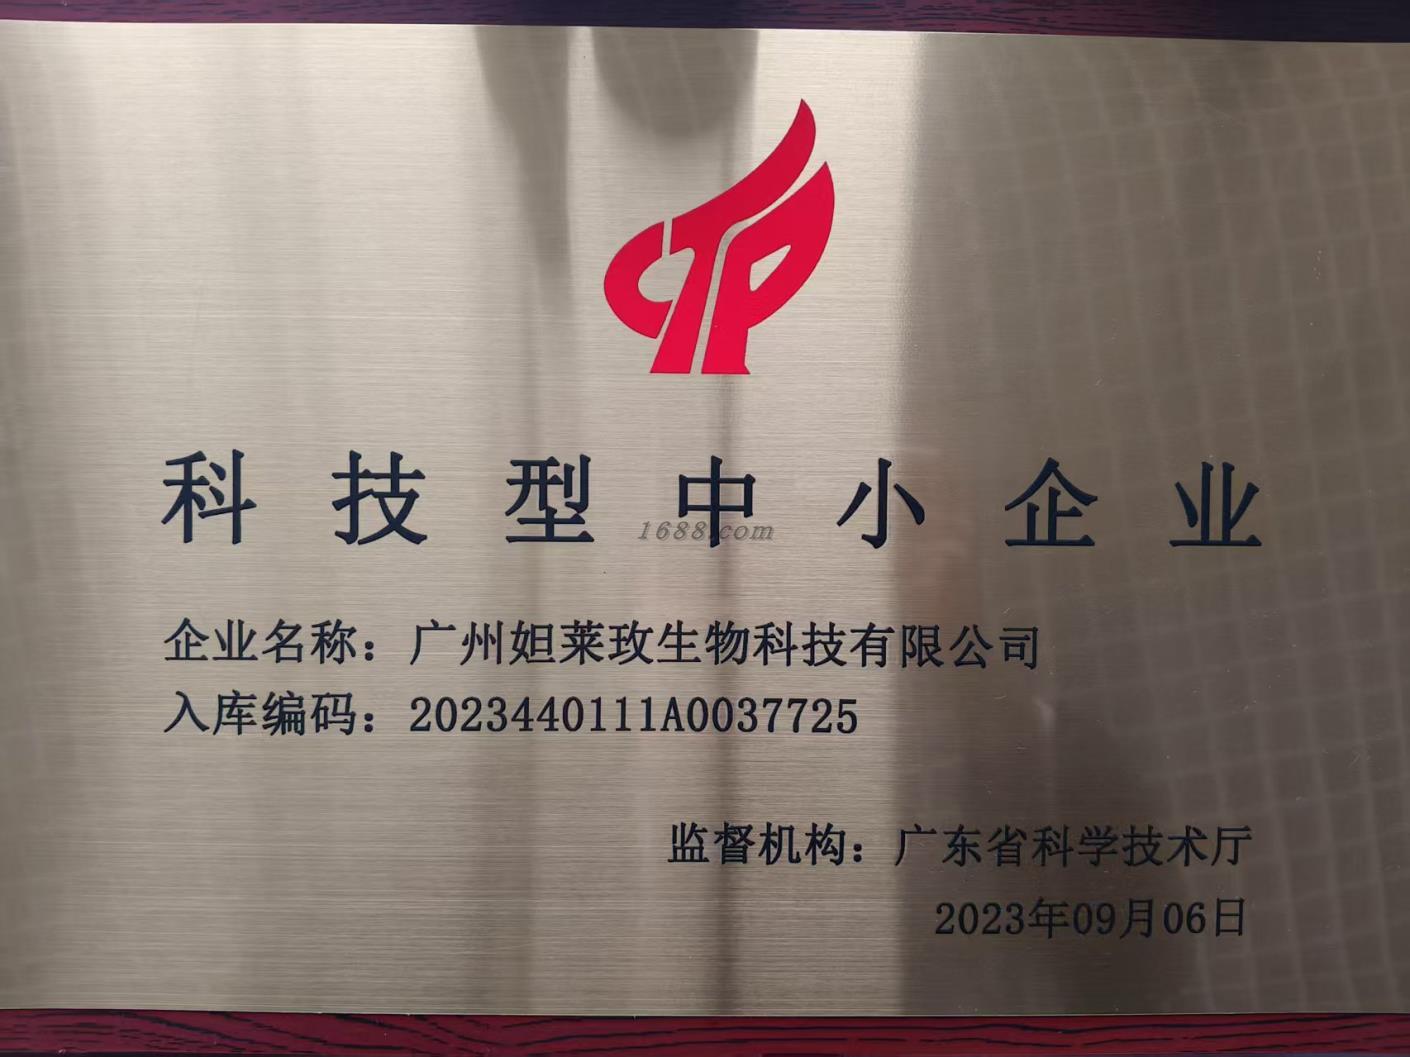 CTP
科技型中小企业
1688.com
企业名称：广州妲莱玫生物科技有限公司
入库编码：2023440111A0037725
监督机构：广东省科学技术厅
2023年09月06日